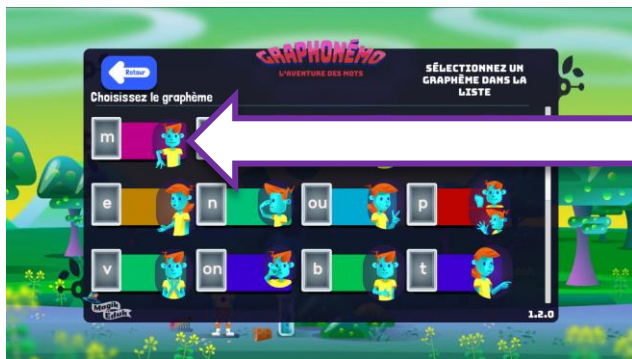 Retour
GRAPHONÉMO
L'AVENTURE DES MOTS
SÉLECTIONNEZ UN
GRAPHÈME DANS LA
LISTE
Choisissez le graphème
m
e
n
ou
p
v
on
b
t
Magik
Eduk
1.2.0